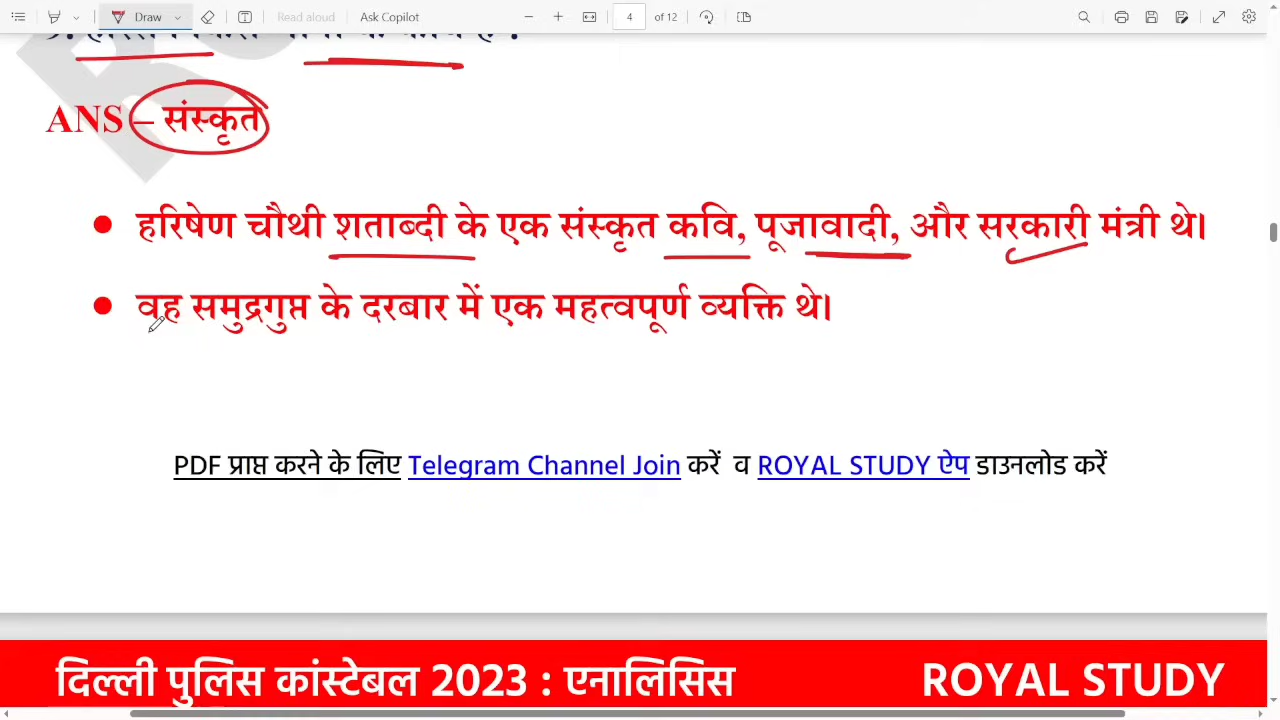 Draw
Read aloud
Ask Copilot
4
of 12
ANS – संस्कृत
हरिषेण चौथी शताब्दी के एक संस्कृत कवि, पूजावादी, और सरकारी मंत्री थे।
वह समुद्रगुप्त के दरबार में एक महत्वपूर्ण व्यक्ति थे।
PDF प्राप्त करने के लिए Telegram Channel Join करें व ROYAL STUDY ऐप डाउनलोड करें
दिल्ली पुलिस कांस्टेबल 2023 : एनालिसिस
ROYAL STUDY